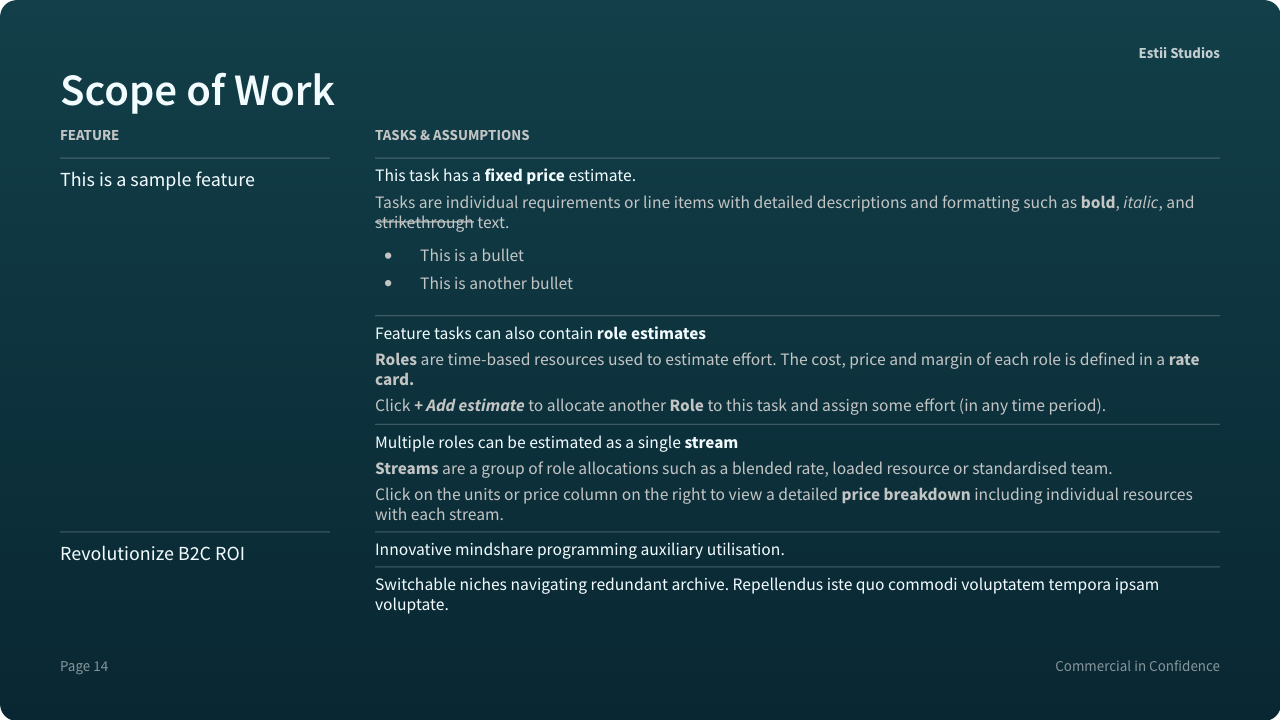 Estii Studios
Scope of Work
FEATURE
TASKS & ASSUMPTIONS
This is a sample feature
This task has a fixed price estimate.
Tasks are individual requirements or line items with detailed descriptions and formatting such as bold, italic, and
strikethrough text.
• This is a bullet
• This is another bullet
Feature tasks can also contain role estimates
Roles are time-based resources used to estimate effort. The cost, price and margin of each role is defined in a rate
card.
Click + Add estimate to allocate another Role to this task and assign some effort (in any time period).
Multiple roles can be estimated as a single stream
Streams are a group of role allocations such as a blended rate, loaded resource or standardised team.
Click on the units or price column on the right to view a detailed price breakdown including individual resources
with each stream.
Revolutionize B2C ROI
Innovative mindshare programming auxiliary utilisation.
Switchable niches navigating redundant archive. Repellendus iste quo commodi voluptatem tempora ipsam
voluptate.
Page 14
Commercial in Confidence